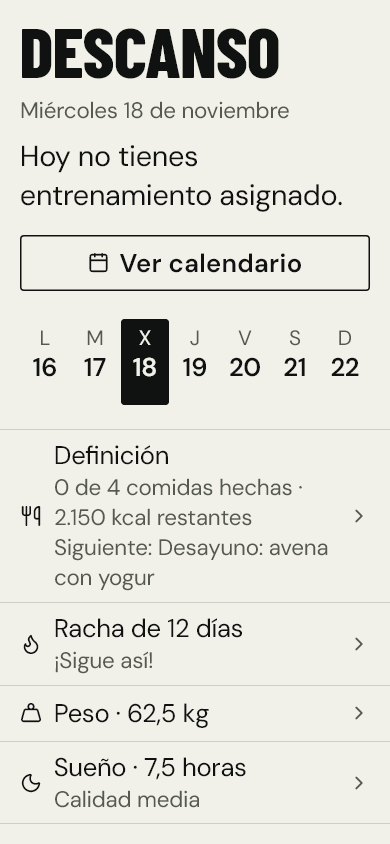 DESCANSO
Miércoles 18 de noviembre
Hoy no tienes
entrenamiento asignado.
Ver calendario
L M X J V S D
16 17 18 19 20 21 22
Definición
0 de 4 comidas hechas ·
2.150 kcal restantes
Siguiente: Desayuno: avena
con yogur
Racha de 12 días
¡Sigue así!
Peso · 62,5 kg
Sueño · 7,5 horas
Calidad media